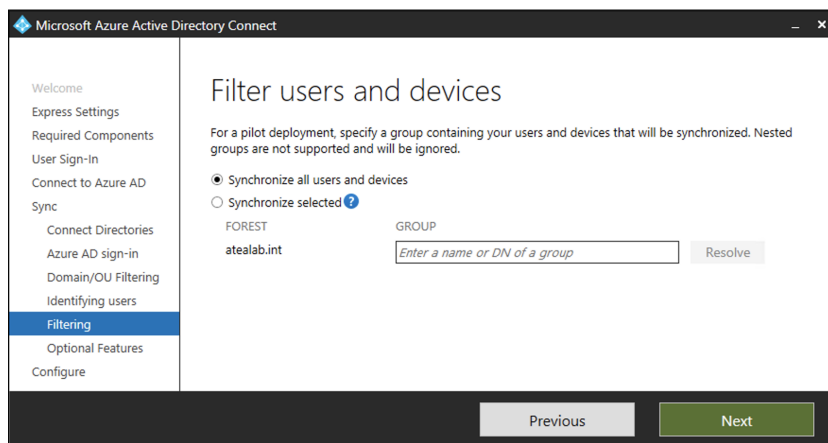 Microsoft Azure Active Directory Connect
Welcome
Express Settings
Required Components
User Sign-In
Connect to Azure AD
Sync
Connect Directories
Azure AD sign-in
Domain/OU Filtering
Identifying users
Filtering
Optional Features
Configure
Filter users and devices
For a pilot deployment, specify a group containing your users and devices that will be synchronized. Nested
groups are not supported and will be ignored.
Synchronize all users and devices
Synchronize selected ?
FOREST GROUP
atealab.int Enter a name or DN of a group Resolve
Previous Next